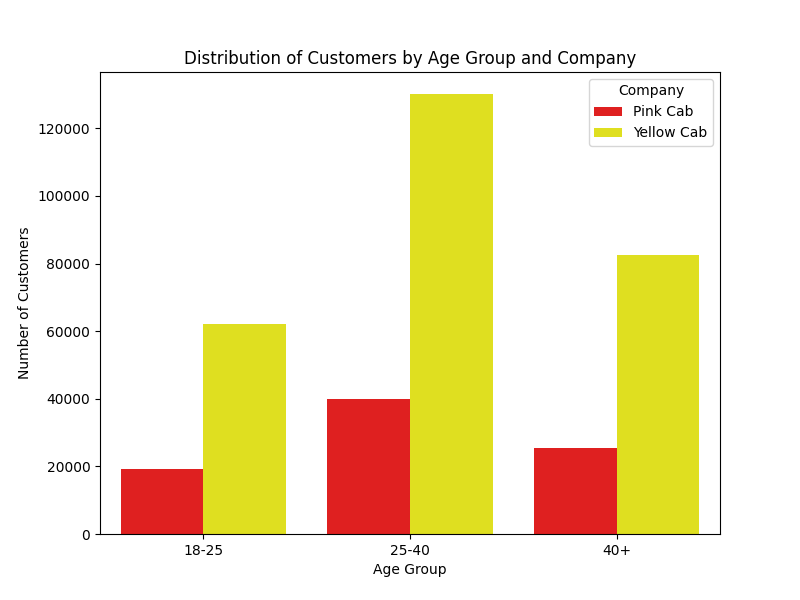 Distribution of Customers by Age Group and Company
Company
Pink Cab
Yellow Cab
Number of Customers
120000
100000
80000
60000
40000
20000
0
18-25
25-40
40+
Age Group